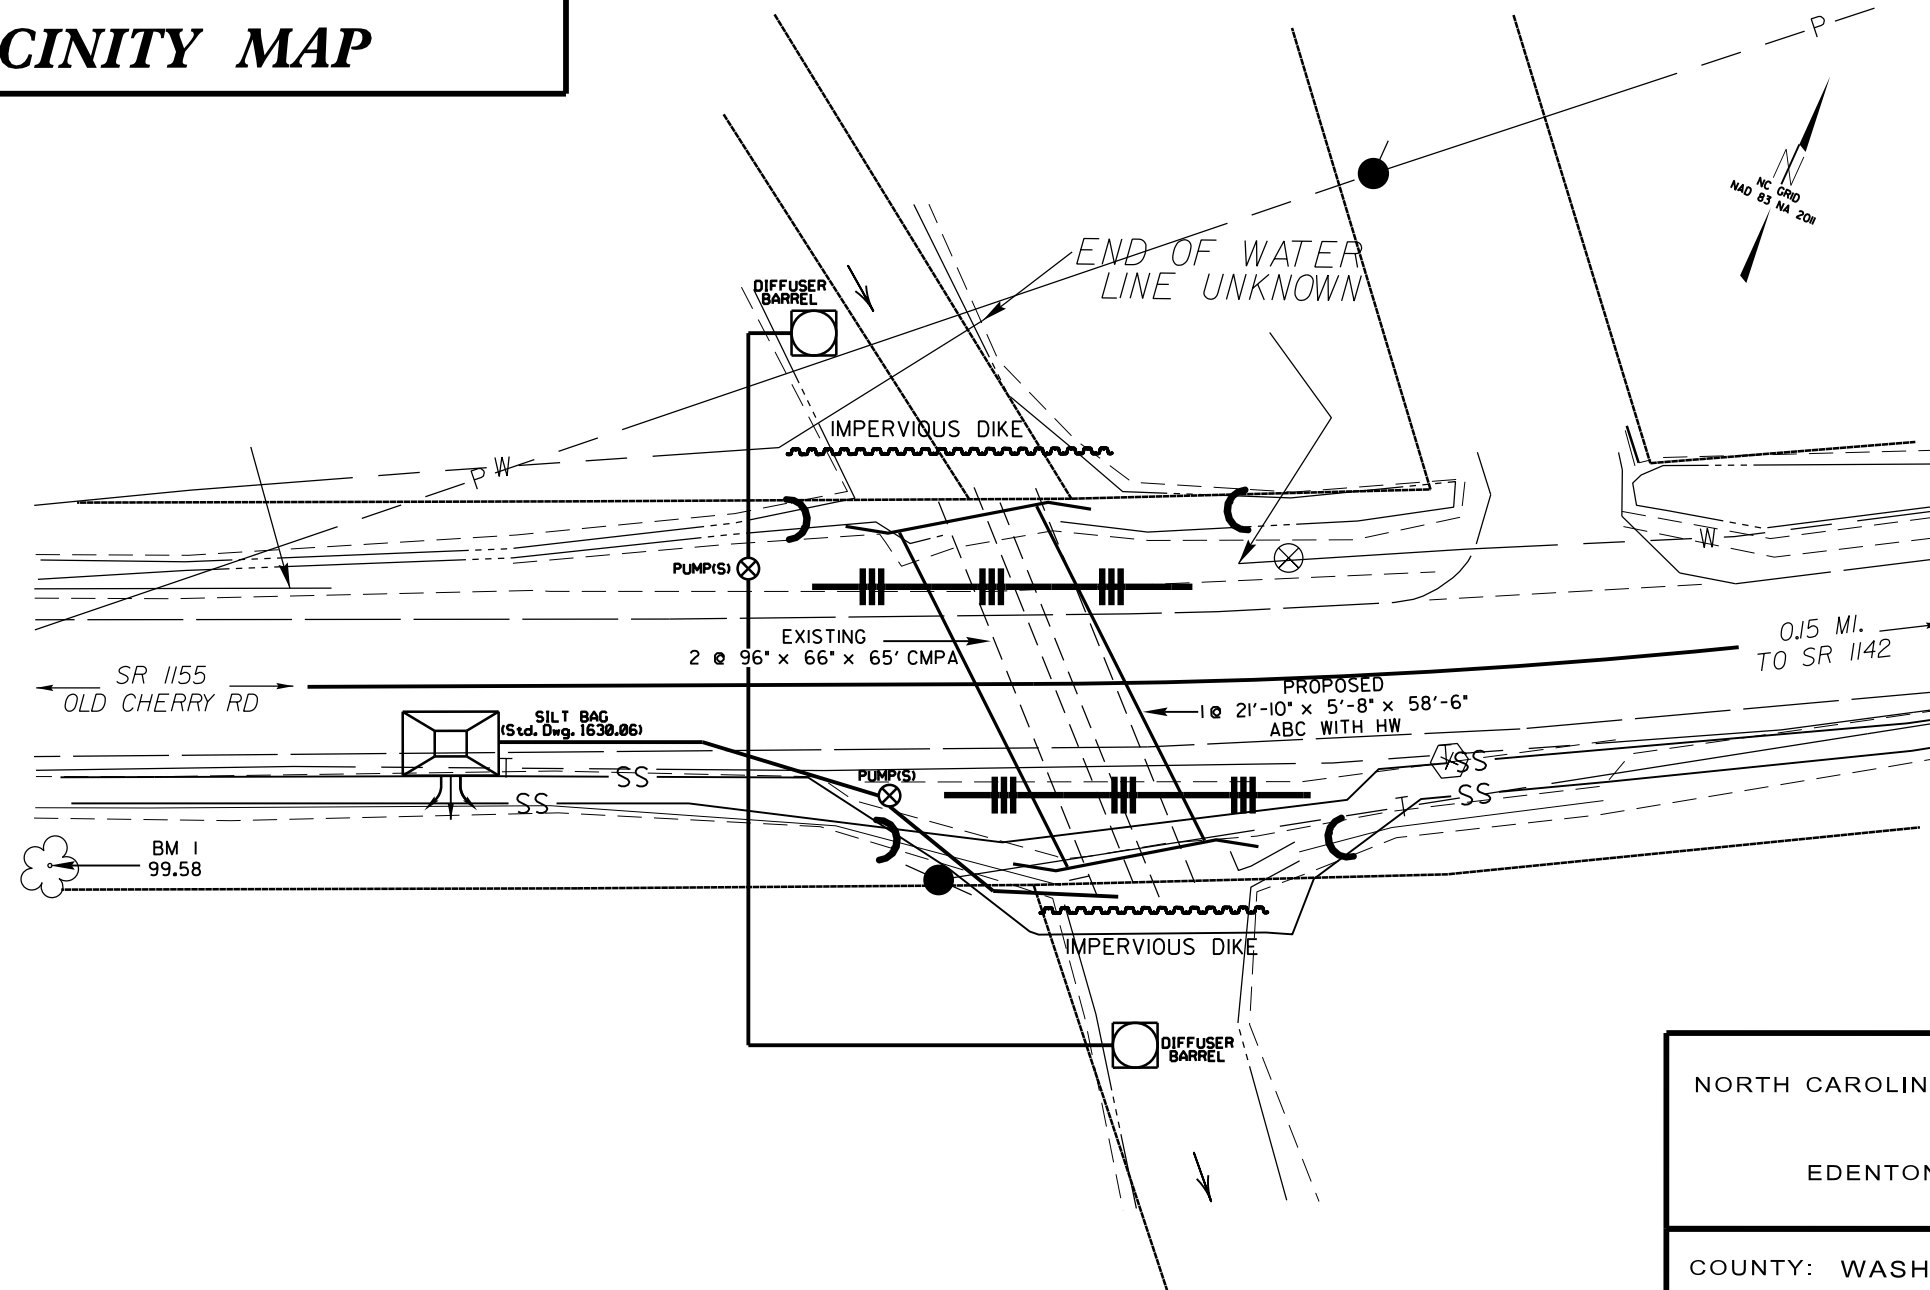 CINITY MAP
P
N
NC GRID
NAD 83 NA 2011
END OF WATER
LINE UNKNOWN
DIFFUSER
BARREL
IMPERVIOUS DIKE
P
W
W
PUMP(S)
EXISTING
2 @ 96" x 66" x 65' CMPA
0.15 MI.
TO SR 1142
SR 1155
OLD CHERRY RD
PROPOSED
1 @ 21'-10" x 5'-8" x 58'-6"
ABC WITH HW
SILT BAG
(Std. Dwg. 1630.06)
PUMP(S)
T
SS
SS
SS
SS
T
BM 1
99.58
IMPERVIOUS DIKE
DIFFUSER
BARREL
NORTH CAROLIN
EDENTON
COUNTY: WASH